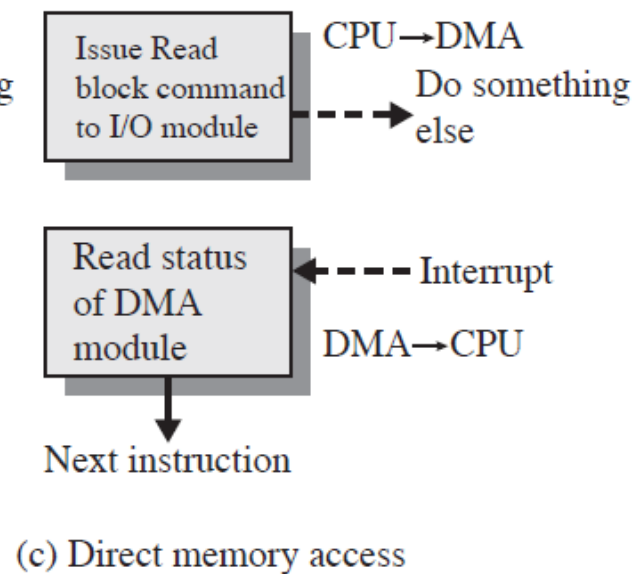 Issue Read
block command
to I/O module
CPU→DMA
Do something
else
g
Read status
of DMA
module
Interrupt
DMA→CPU
Next instruction
(c) Direct memory access